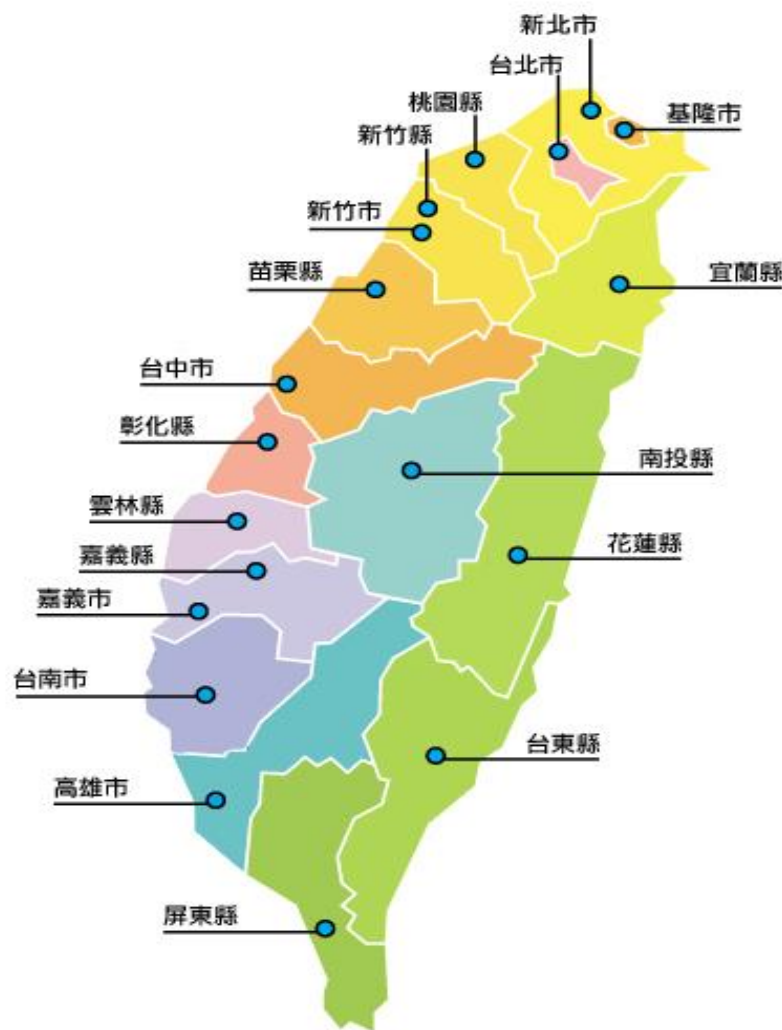 新北市
台北市
桃園縣
基隆市
新竹縣
新竹市
苗栗縣
宜蘭縣
台中市
彰化縣
南投縣
雲林縣
花蓮縣
嘉義縣
嘉義市
台南市
台東縣
高雄市
屏東縣